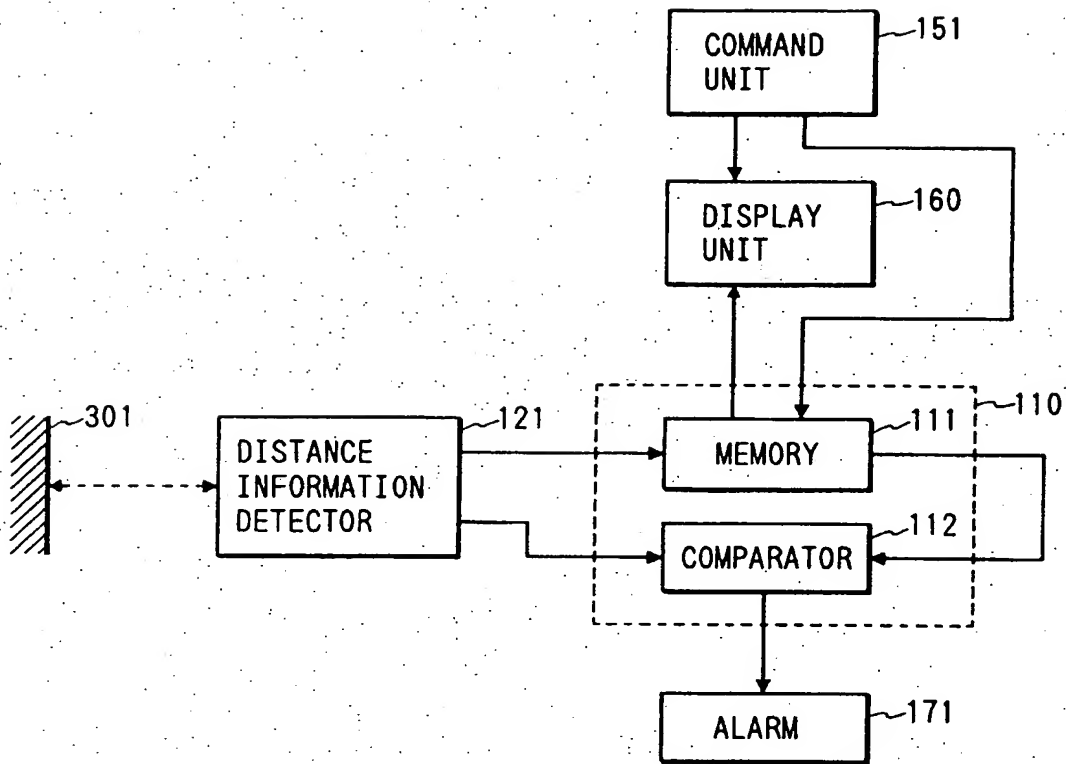 COMMAND
UNIT
151
DISPLAY
UNIT
160
301
DISTANCE
INFORMATION
DETECTOR
121
110
MEMORY
111
COMPARATOR
112
ALARM
171